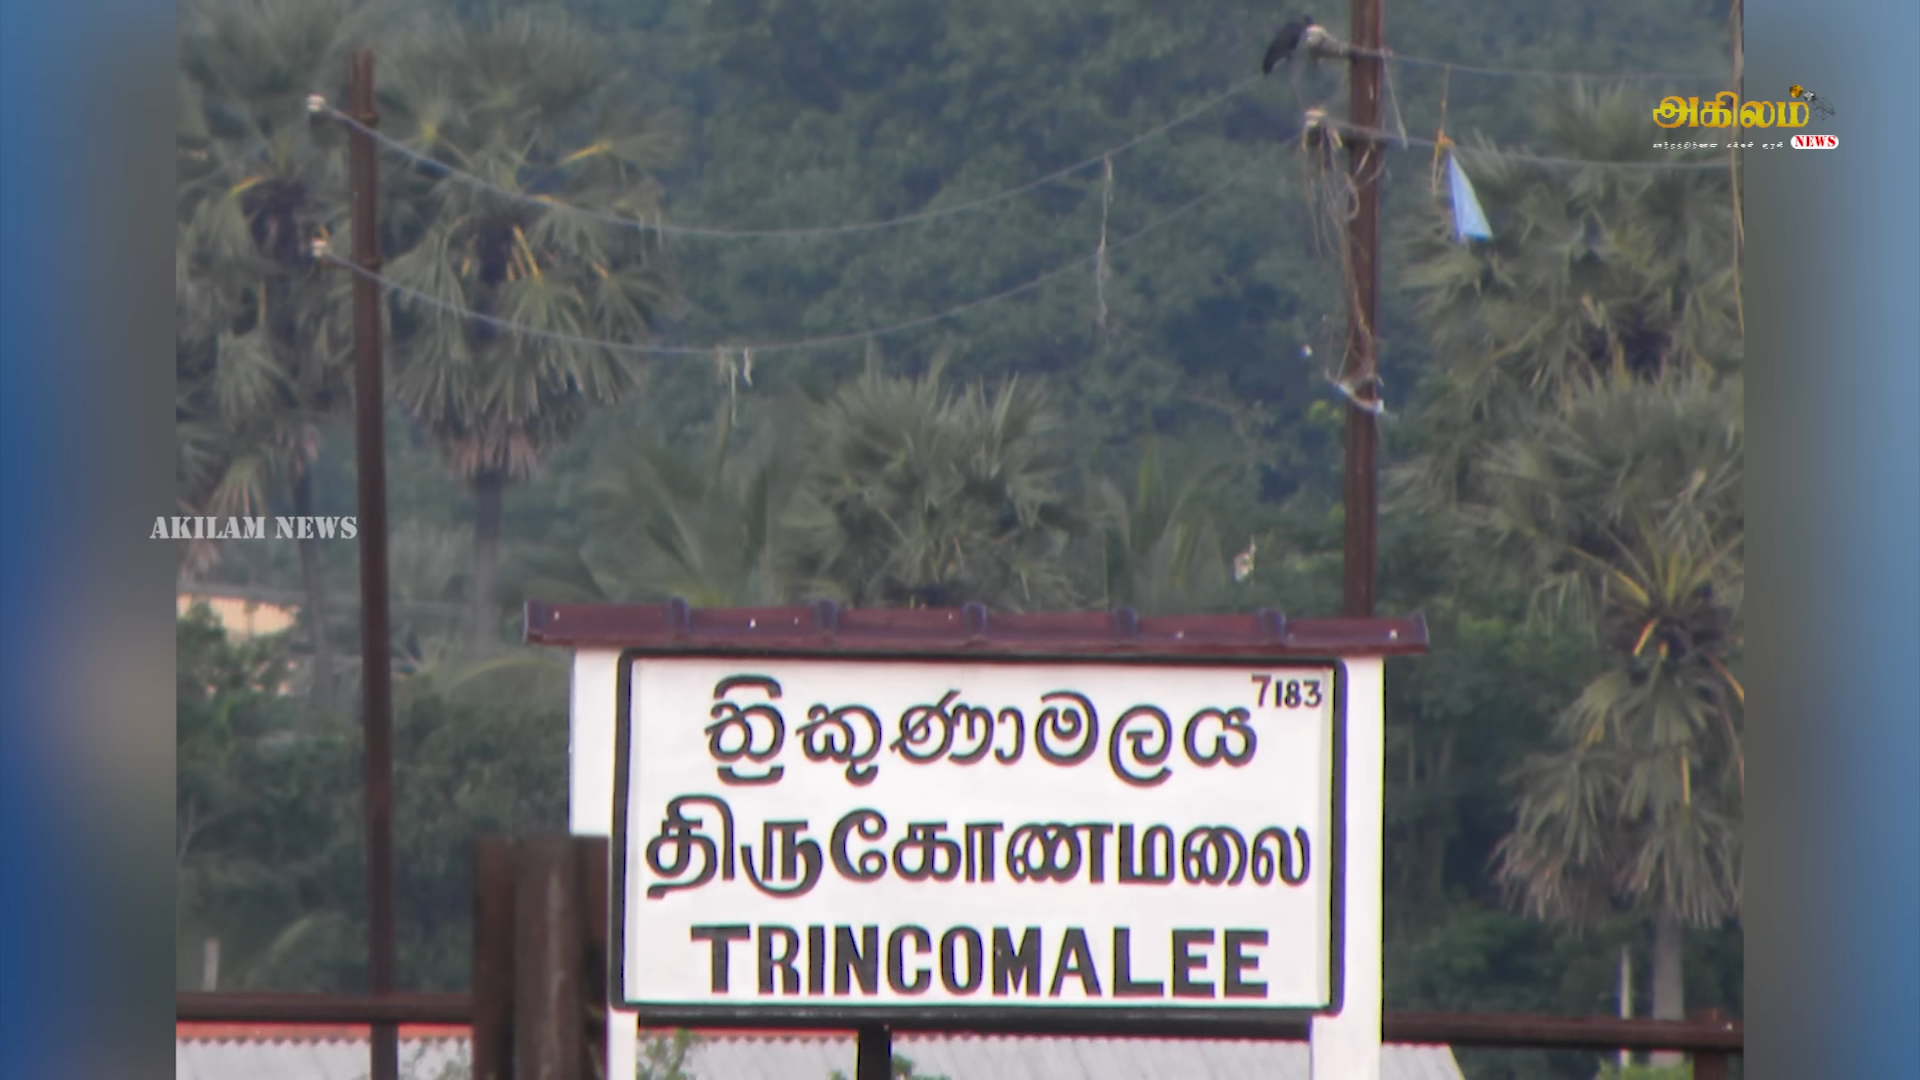 அகிலம்
NEWS
AKILAM NEWS
7183
ත්‍රිකුණාමලය
திருகோணமலை
TRINCOMALEE